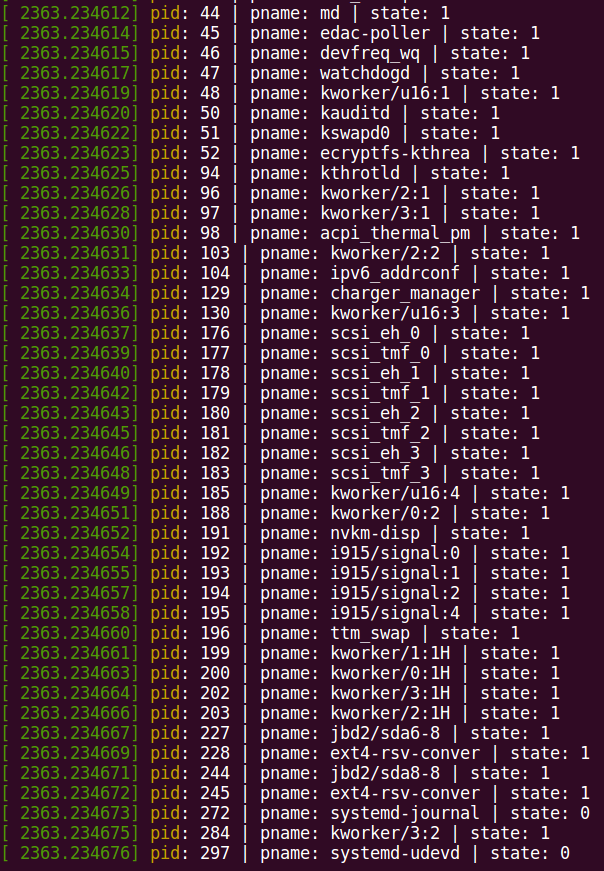 [ 2363.234612] pid: 44 | pname: md | state: 1
[ 2363.234614] pid: 45 | pname: edac-poller | state: 1
[ 2363.234615] pid: 46 | pname: devfreq_wq | state: 1
[ 2363.234617] pid: 47 | pname: watchdogd | state: 1
[ 2363.234619] pid: 48 | pname: kworker/u16:1 | state: 1
[ 2363.234620] pid: 50 | pname: kauditd | state: 1
[ 2363.234622] pid: 51 | pname: kswapd0 | state: 1
[ 2363.234623] pid: 52 | pname: ecryptfs-kthrea | state: 1
[ 2363.234625] pid: 94 | pname: kthrotld | state: 1
[ 2363.234626] pid: 96 | pname: kworker/2:1 | state: 1
[ 2363.234628] pid: 97 | pname: kworker/3:1 | state: 1
[ 2363.234630] pid: 98 | pname: acpi_thermal_pm | state: 1
[ 2363.234631] pid: 103 | pname: kworker/2:2 | state: 1
[ 2363.234633] pid: 104 | pname: ipv6_addrconf | state: 1
[ 2363.234634] pid: 129 | pname: charger_manager | state: 1
[ 2363.234636] pid: 130 | pname: kworker/u16:3 | state: 1
[ 2363.234637] pid: 176 | pname: scsi_eh_0 | state: 1
[ 2363.234639] pid: 177 | pname: scsi_tmf_0 | state: 1
[ 2363.234640] pid: 178 | pname: scsi_eh_1 | state: 1
[ 2363.234642] pid: 179 | pname: scsi_tmf_1 | state: 1
[ 2363.234643] pid: 180 | pname: scsi_eh_2 | state: 1
[ 2363.234645] pid: 181 | pname: scsi_tmf_2 | state: 1
[ 2363.234646] pid: 182 | pname: scsi_eh_3 | state: 1
[ 2363.234648] pid: 183 | pname: scsi_tmf_3 | state: 1
[ 2363.234649] pid: 185 | pname: kworker/u16:4 | state: 1
[ 2363.234651] pid: 188 | pname: kworker/0:2 | state: 1
[ 2363.234652] pid: 191 | pname: nvkm-disp | state: 1
[ 2363.234654] pid: 192 | pname: i915/signal:0 | state: 1
[ 2363.234655] pid: 193 | pname: i915/signal:1 | state: 1
[ 2363.234657] pid: 194 | pname: i915/signal:2 | state: 1
[ 2363.234658] pid: 195 | pname: i915/signal:4 | state: 1
[ 2363.234660] pid: 196 | pname: ttm_swap | state: 1
[ 2363.234661] pid: 199 | pname: kworker/1:1H | state: 1
[ 2363.234663] pid: 200 | pname: kworker/0:1H | state: 1
[ 2363.234664] pid: 202 | pname: kworker/3:1H | state: 1
[ 2363.234666] pid: 203 | pname: kworker/2:1H | state: 1
[ 2363.234667] pid: 227 | pname: jbd2/sda6-8 | state: 1
[ 2363.234669] pid: 228 | pname: ext4-rsv-conver | state: 1
[ 2363.234671] pid: 244 | pname: jbd2/sda8-8 | state: 1
[ 2363.234672] pid: 245 | pname: ext4-rsv-conver | state: 1
[ 2363.234673] pid: 272 | pname: systemd-journal | state: 0
[ 2363.234675] pid: 284 | pname: kworker/3:2 | state: 1
[ 2363.234676] pid: 297 | pname: systemd-udevd | state: 0